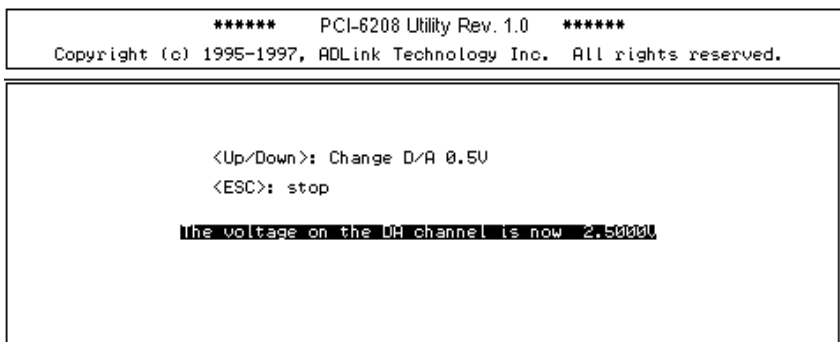 ****** PCI-6208 Utility Rev. 1.0 ******
Copyright (c) 1995-1997, ADLink Technology Inc. All rights reserved.
<Up/Down>: Change D/A 0.5V
<ESC>: stop
The voltage on the DA channel is now 2.5000V